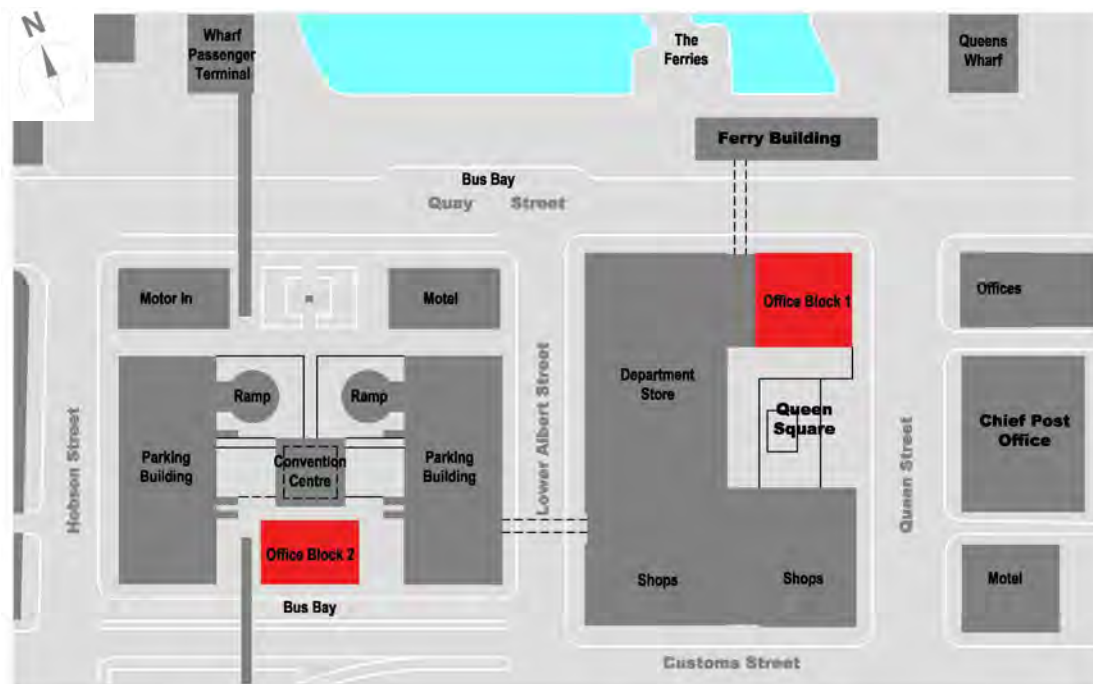 N
Wharf
Passenger
Terminal
The
Ferries
Queens
Wharf
Ferry Building
Bus Bay
Quay Street
Motor In
Motel
Office Block 1
Offices
Ramp
Ramp
Department
Store
Queen
Square
Chief Post
Office
Parking
Building
Convention
Centre
Parking
Building
Hobson Street
Lower Albert Street
Queen Street
Office Block 2
Bus Bay
Shops
Shops
Motel
Customs Street